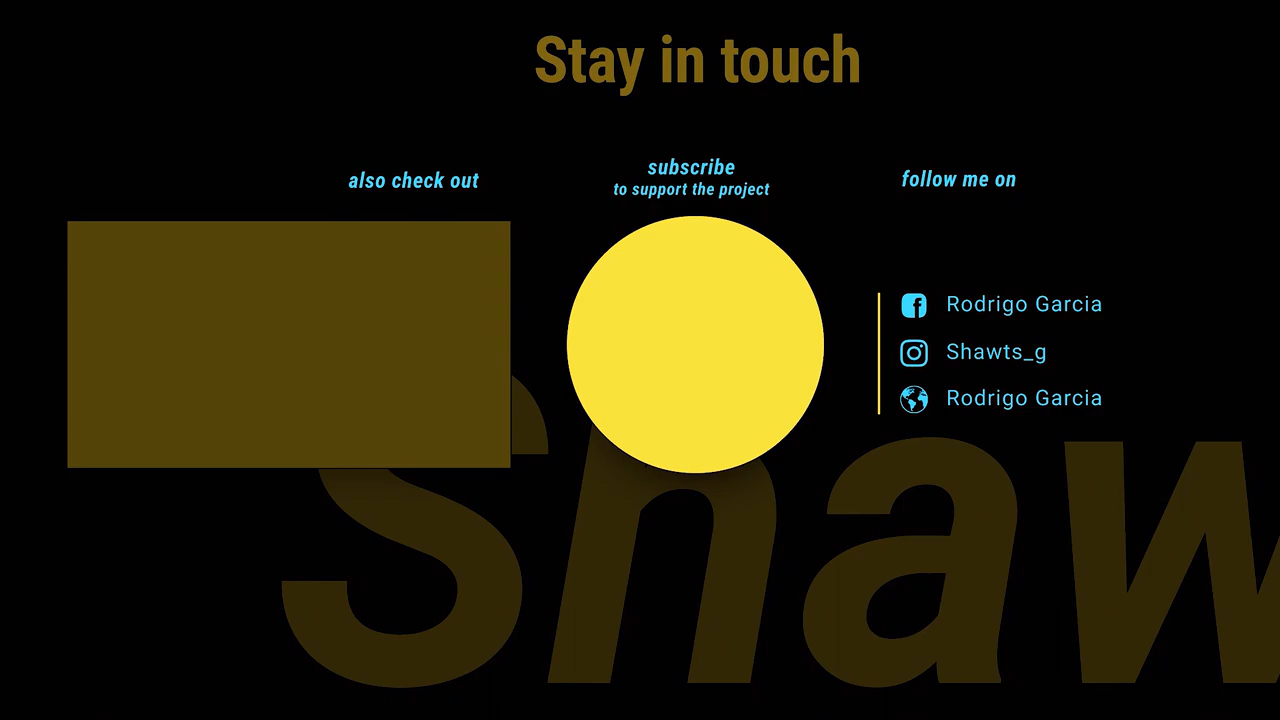 Stay in touch
also check out
subscribe
to support the project
follow me on
Rodrigo Garcia
Shawts_g
Rodrigo Garcia
Shaw